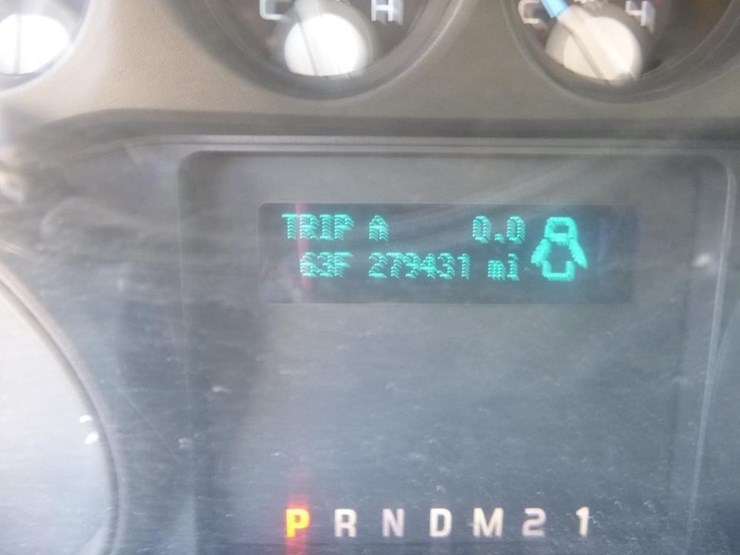 C H C H
TRIP A 0.0
63F 279431 mi
P R N D M 2 1